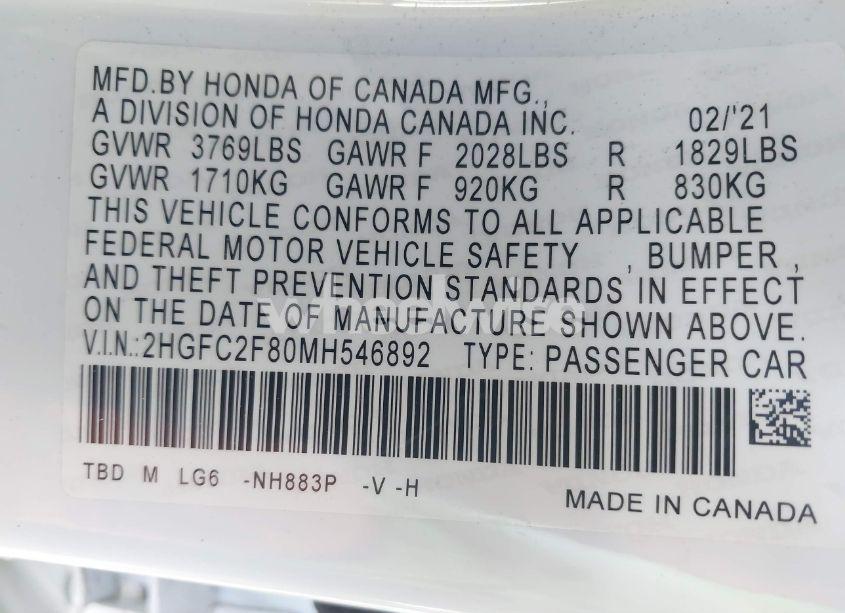 MFD.BY HONDA OF CANADA MFG.,
A DIVISION OF HONDA CANADA INC. 02/'21
GVWR 3769LBS GAWR F 2028LBS R 1829LBS
GVWR 1710KG GAWR F 920KG R 830KG
THIS VEHICLE CONFORMS TO ALL APPLICABLE
FEDERAL MOTOR VEHICLE SAFETY , BUMPER ,
AND THEFT PREVENTION STANDARDS IN EFFECT
ON THE DATE OF MANUFACTURE SHOWN ABOVE.
V.I.N.:2HGFC2F80MH546892 TYPE: PASSENGER CAR
TBD M LG6 -NH883P -V -H
MADE IN CANADA